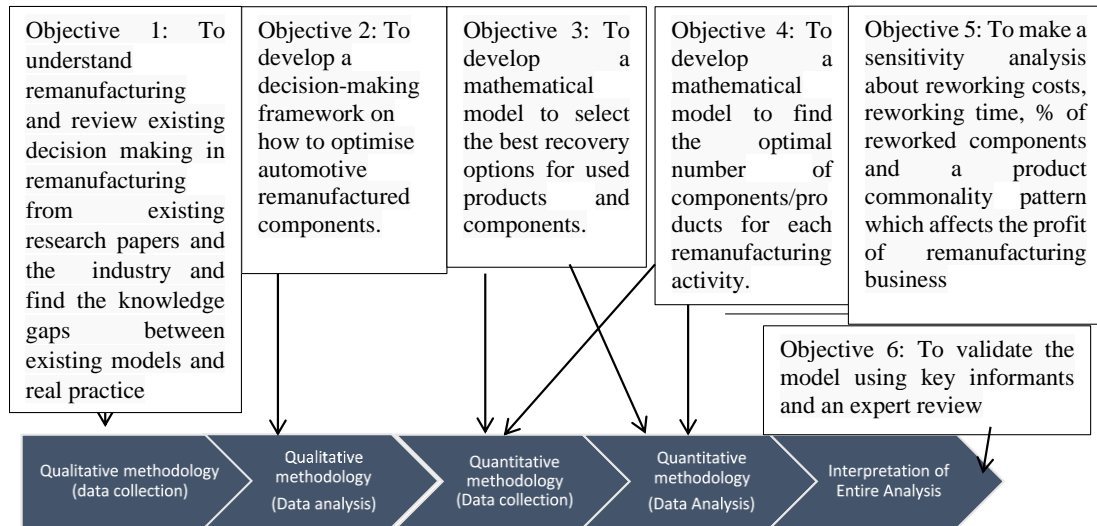 Objective 1: To
understand
remanufacturing
and review existing
decision making in
remanufacturing
from existing
research papers and
the industry and
find the knowledge
gaps between
existing models and
real practice
Objective 2: To
develop a
decision-making
framework on
how to optimise
automotive
remanufactured
components.
Objective 3: To
develop a
mathematical
model to select
the best recovery
options for used
products and
components.
Objective 4: To
develop a
mathematical
model to find
the optimal
number of
components/pro
ducts for each
remanufacturing
activity.
Objective 5: To make a
sensitivity analysis
about reworking costs,
reworking time, % of
reworked components
and a product
commonality pattern
which affects the profit
of remanufacturing
business
Objective 6: To validate the
model using key informants
and an expert review
Qualitative methodology
(data collection)
Qualitative
methodology
(Data analysis)
Quantitative
methodology
(Data collection)
Quantitative
methodology
(Data Analysis)
Interpretation of
Entire Analysis